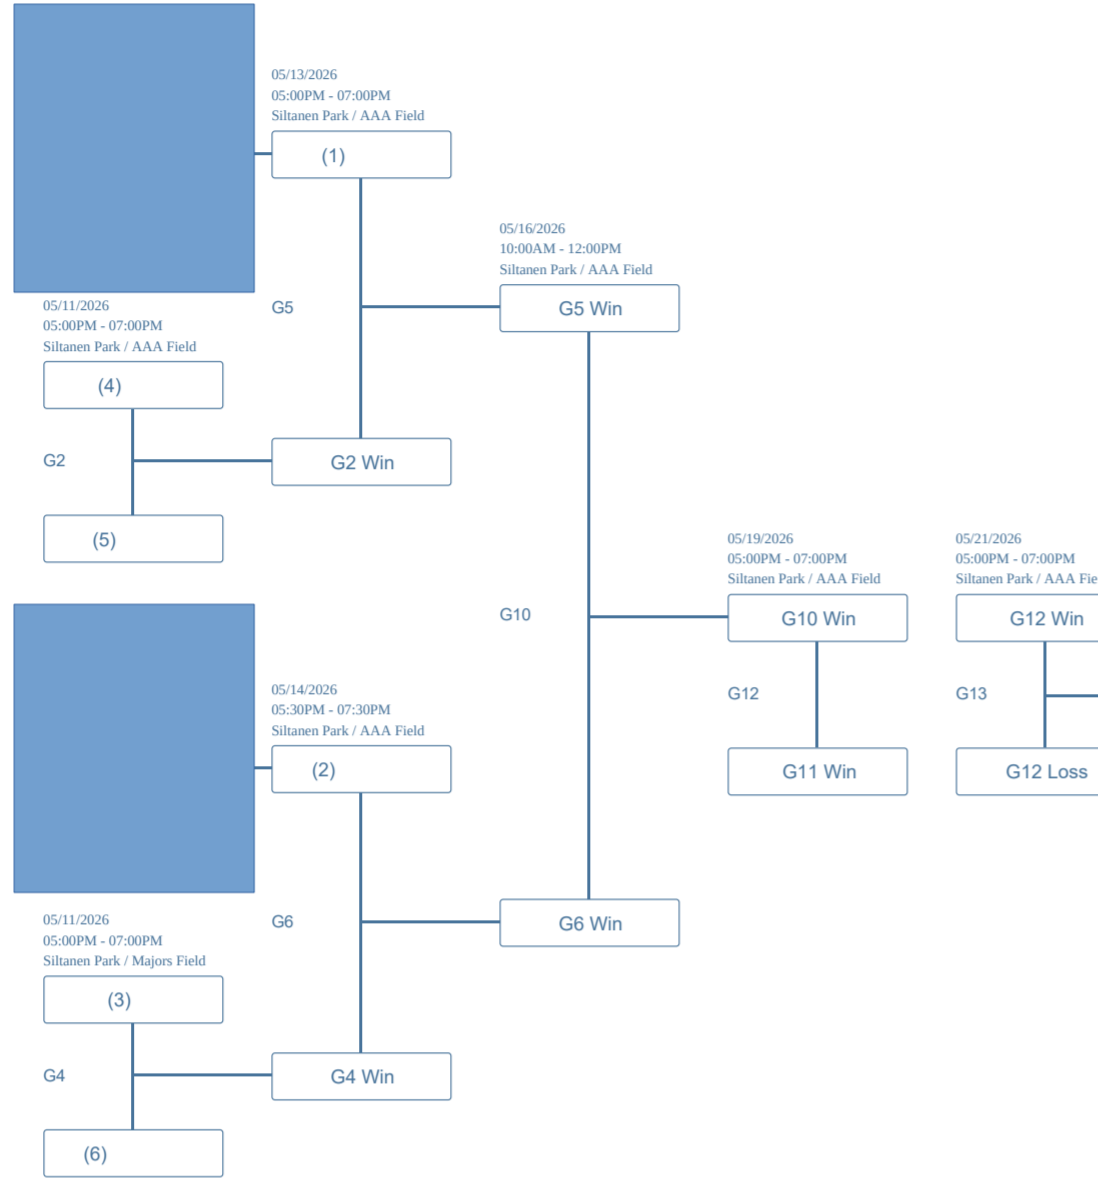 05/13/2026
05:00PM - 07:00PM
Siltanen Park / AAA Field
(1)
05/16/2026
10:00AM - 12:00PM
Siltanen Park / AAA Field
G5 Win
05/11/2026
05:00PM - 07:00PM
Siltanen Park / AAA Field
G5
(4)
G2
G2 Win
(5)
05/19/2026
05:00PM - 07:00PM
Siltanen Park / AAA Field
05/21/2026
05:00PM - 07:00PM
Siltanen Park / AAA Fie
G10
G10 Win
G12 Win
G12
G13
G11 Win
G12 Loss
05/14/2026
05:30PM - 07:30PM
Siltanen Park / AAA Field
(2)
05/11/2026
05:00PM - 07:00PM
Siltanen Park / Majors Field
G6
G6 Win
(3)
G4
G4 Win
(6)